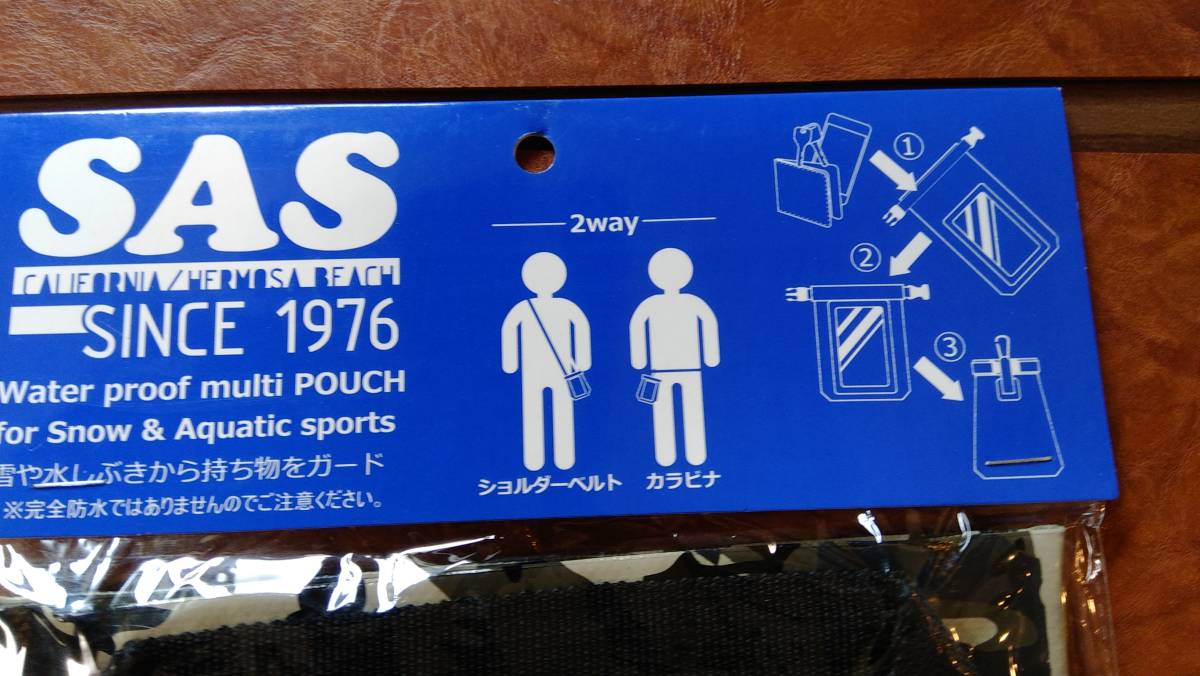 SAS
CALIFORNIA/HERMOSA BEACH
SINCE 1976
Water proof multi POUCH
for Snow & Aquatic sports
雪や水しぶきから持ち物をガード
※完全防水ではありませんのでご注意ください。
2way
ショルダーベルト
カラビナ
①
②
③